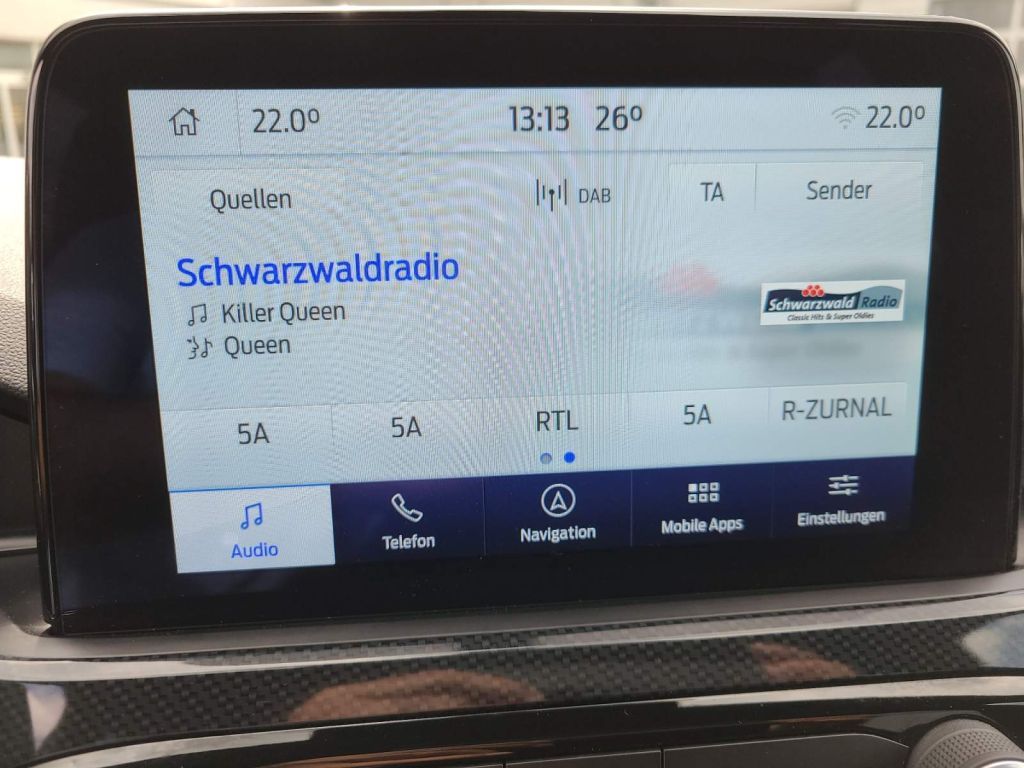 22.0° 13:13 26° 22.0°
Quellen DAB TA Sender
Schwarzwaldradio
Killer Queen
Queen
Schwarzwald Radio
Classic Hits & Super Oldies
5A 5A RTL 5A R-ZURNAL
Audio Telefon Navigation Mobile Apps Einstellungen